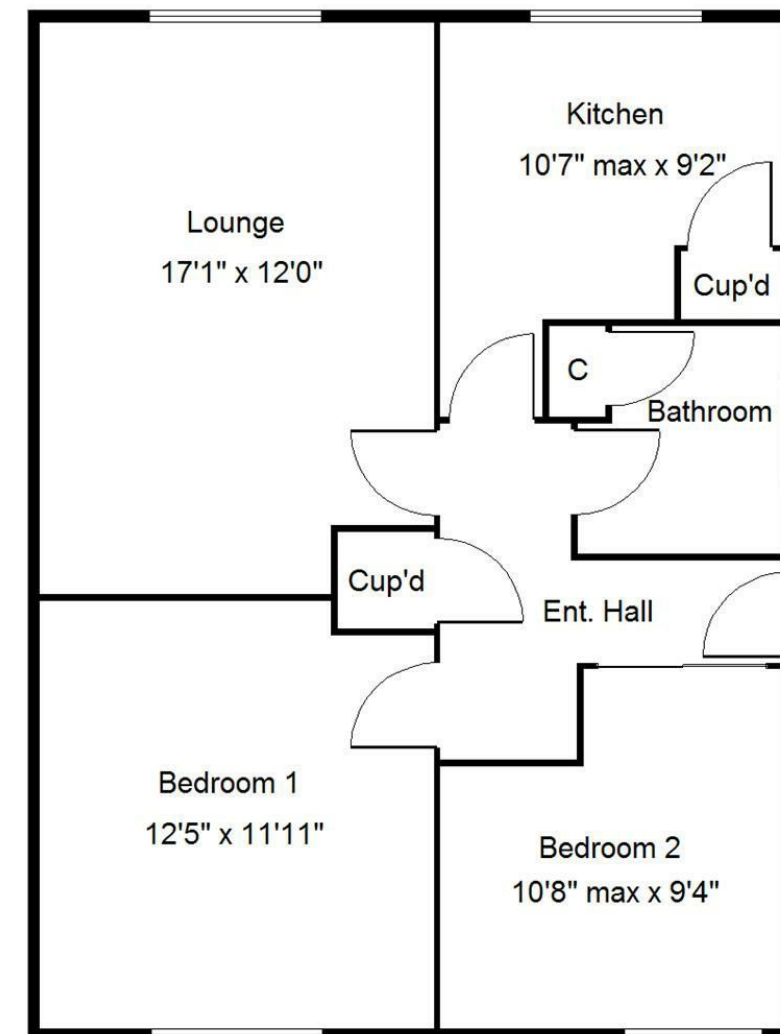 Kitchen
10'7" max x 9'2"
Lounge
17'1" x 12'0"
Cup'd
C
Bathroom
Cup'd
Ent. Hall
Bedroom 1
12'5" x 11'11"
Bedroom 2
10'8" max x 9'4"